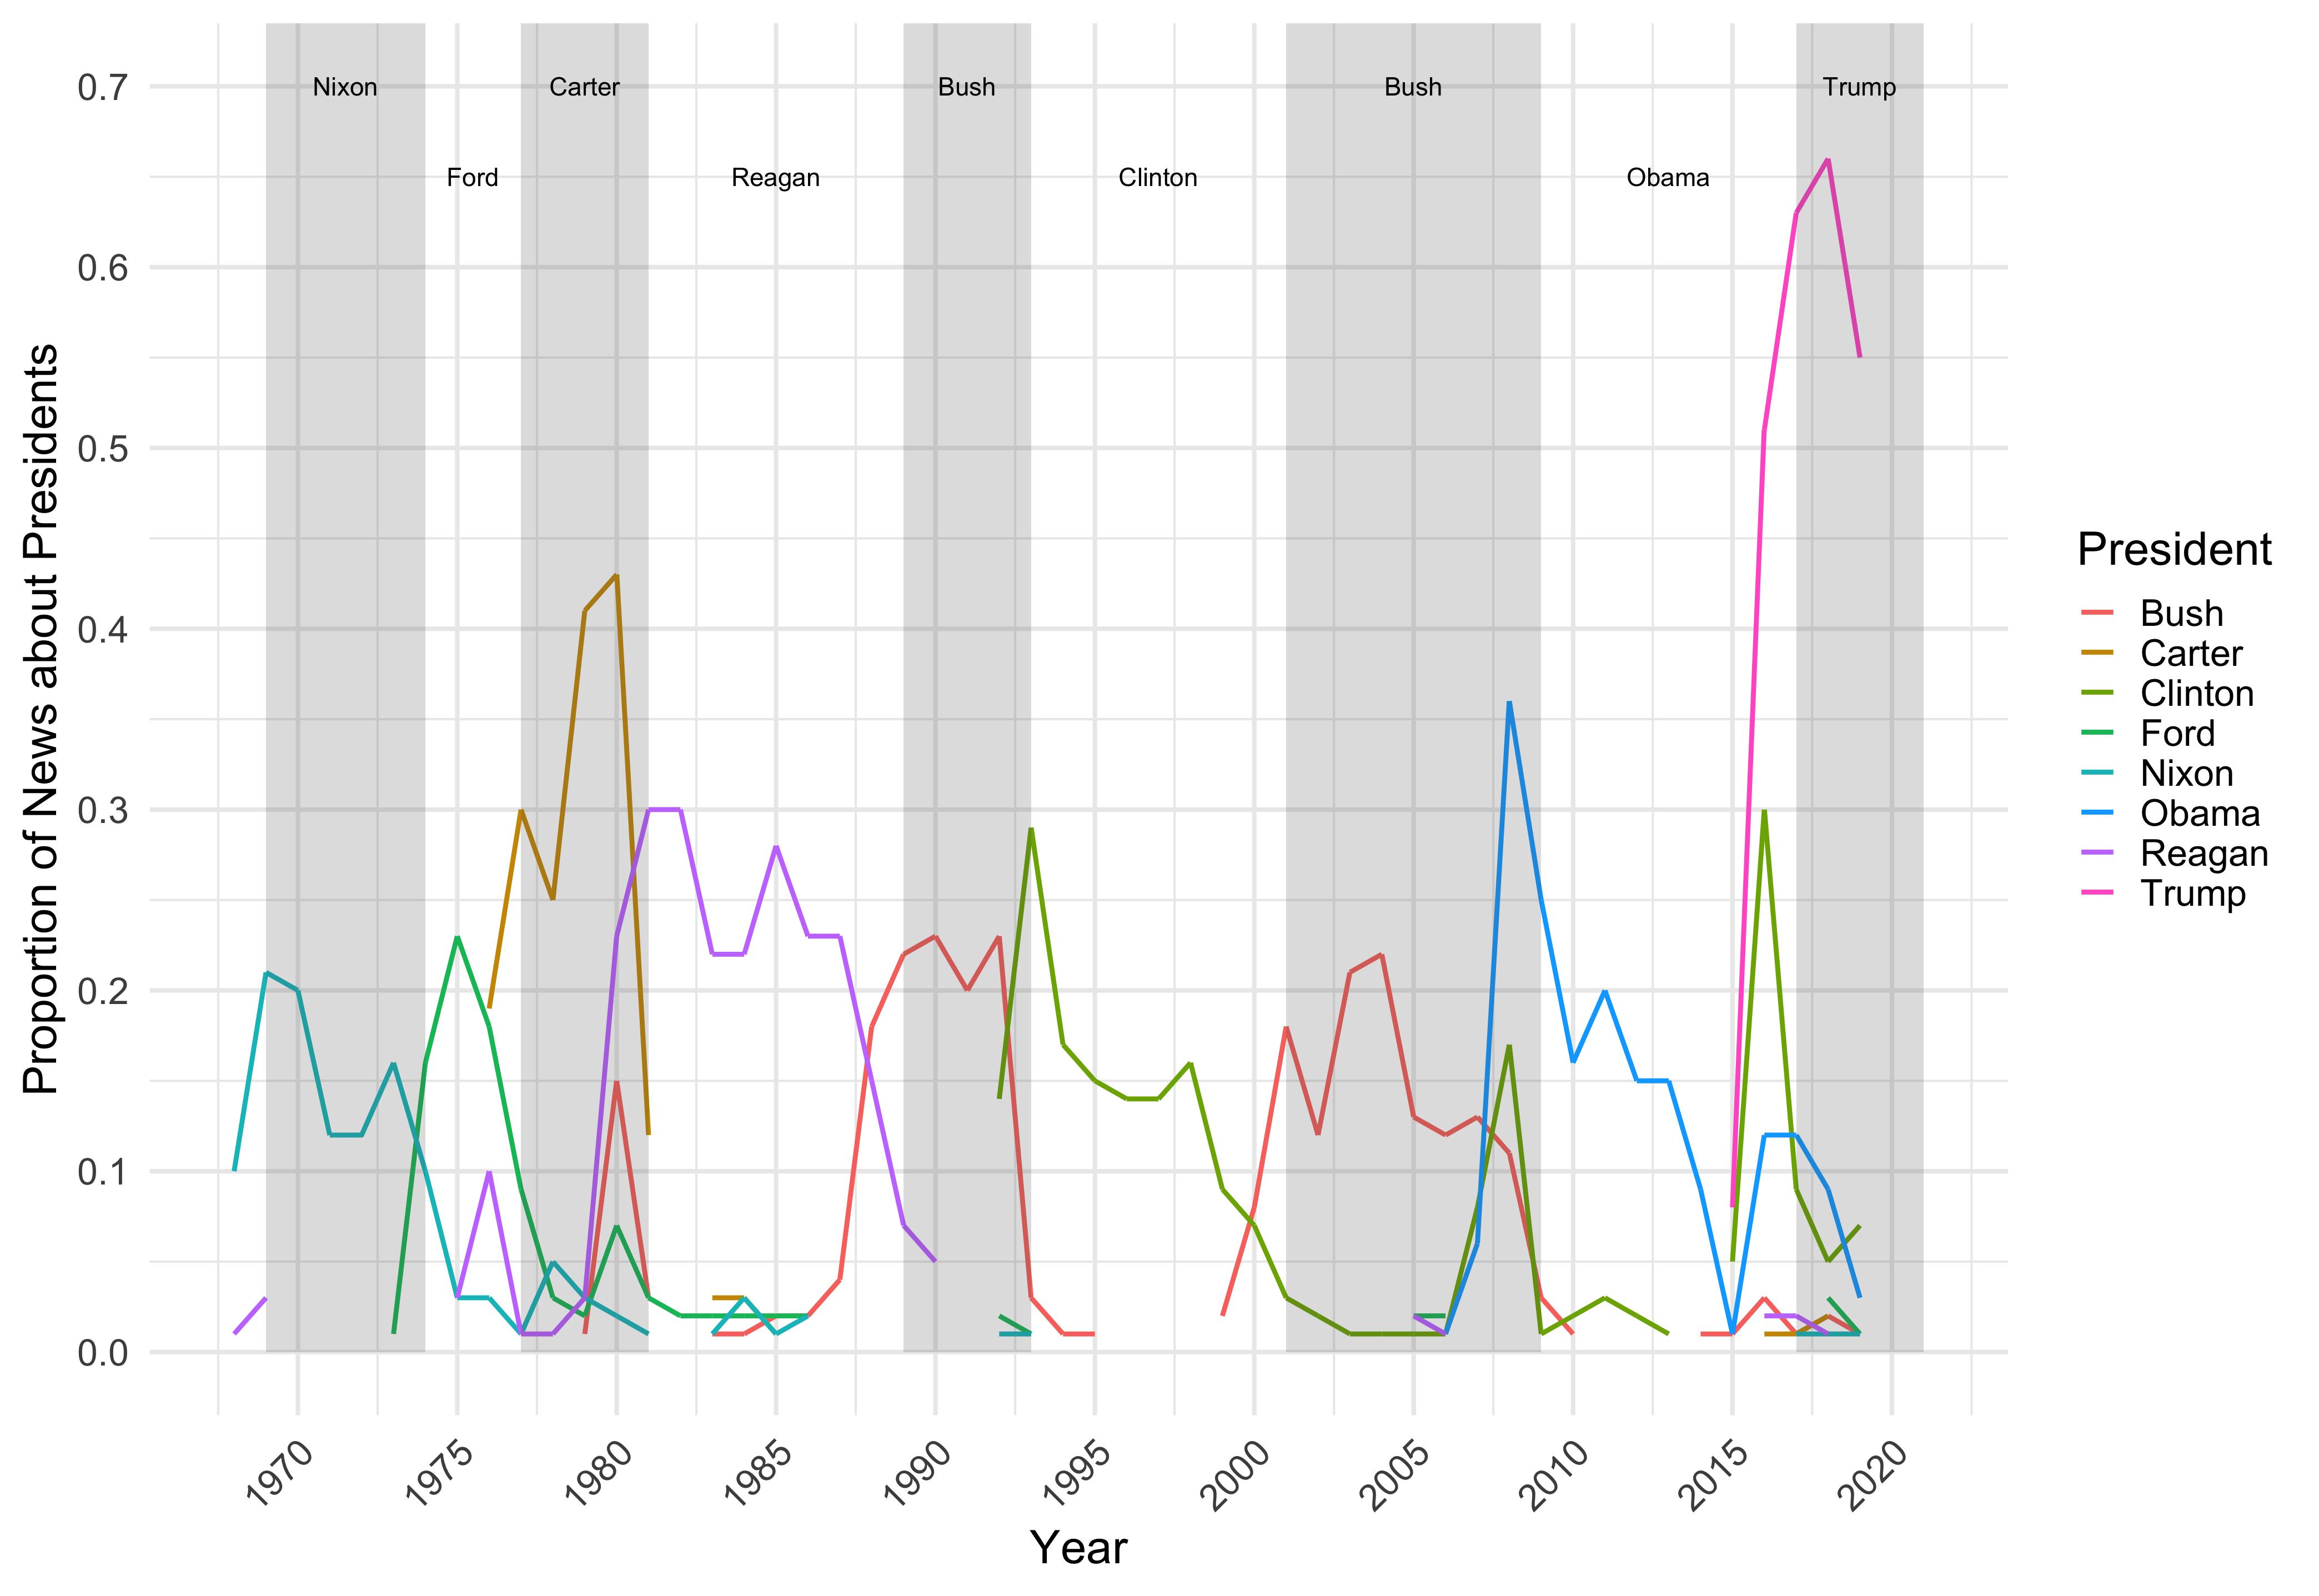 Nixon
Carter
Bush
Bush
Trump
Ford
Reagan
Clinton
Obama
0.7
0.6
0.5
0.4
0.3
0.2
0.1
0.0
Proportion of News about Presidents
1970
1975
1980
1985
1990
1995
2000
2005
2010
2015
2020
Year
President
Bush
Carter
Clinton
Ford
Nixon
Obama
Reagan
Trump